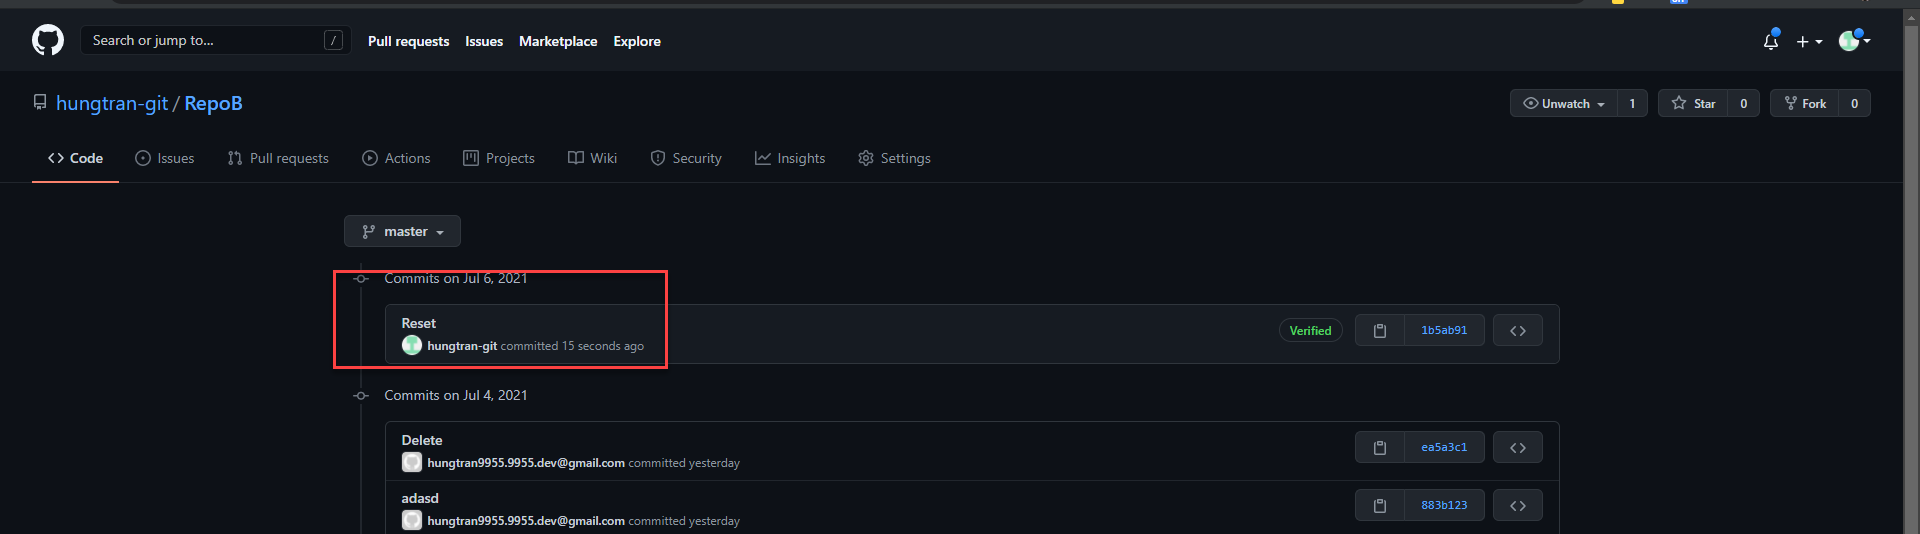 Search or jump to... /
Pull requests Issues Marketplace Explore
hungtran-git / RepoB
Unwatch 1 Star 0 Fork 0
Code Issues Pull requests Actions Projects Wiki Security Insights Settings
master
Commits on Jul 6, 2021
Reset
hungtran-git committed 15 seconds ago
Verified 1b5ab91
Commits on Jul 4, 2021
Delete
hungtran9955.9955.dev@gmail.com committed yesterday
ea5a3c1
adasd
hungtran9955.9955.dev@gmail.com committed yesterday
883b123